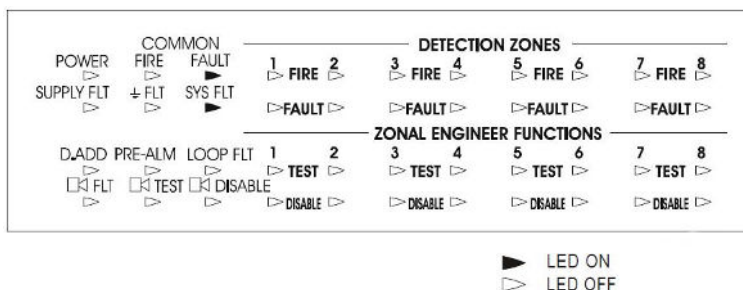 COMMON
DETECTION ZONES
POWER FIRE FAULT
1 FIRE 2 3 FIRE 4 5 FIRE 6 7 FIRE 8
SUPPLY FLT ⏚ FLT SYS FLT
FAULT FAULT FAULT FAULT
ZONAL ENGINEER FUNCTIONS
D.ADD PRE-ALM LOOP FLT
1 TEST 2 3 TEST 4 5 TEST 6 7 TEST 8
FLT TEST DISABLE
DISABLE DISABLE DISABLE DISABLE
LED ON
LED OFF